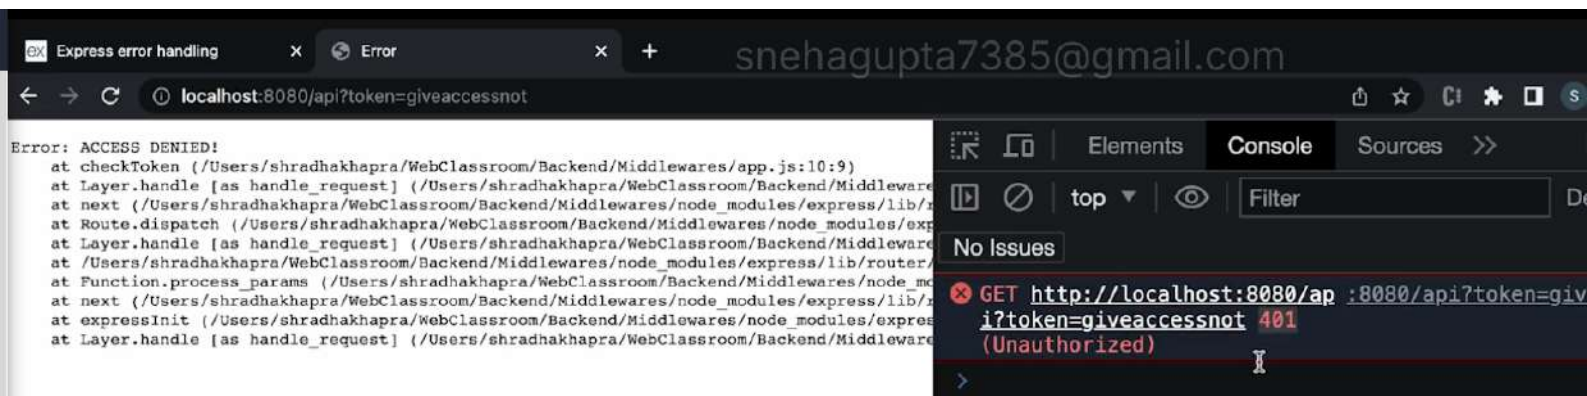 ex Express error handling
Error
snehagupta7385@gmail.com
localhost:8080/api?token=giveaccessnot
S
Error: ACCESS DENIED!
at checkToken (/Users/shradhakhapra/WebClassroom/Backend/Middlewares/app.js:10:9)
at Layer.handle [as handle_request] (/Users/shradhakhapra/WebClassroom/Backend/Middleware
at next (/Users/shradhakhapra/WebClassroom/Backend/Middlewares/node_modules/express/lib/r
at Route.dispatch (/Users/shradhakhapra/WebClassroom/Backend/Middlewares/node_modules/exp
at Layer.handle [as handle_request] (/Users/shradhakhapra/WebClassroom/Backend/Middleware
at /Users/shradhakhapra/WebClassroom/Backend/Middlewares/node_modules/express/lib/router/
at Function.process_params (/Users/shradhakhapra/WebClassroom/Backend/Middlewares/node_mo
at next (/Users/shradhakhapra/WebClassroom/Backend/Middlewares/node_modules/express/lib/r
at expressInit (/Users/shradhakhapra/WebClassroom/Backend/Middlewares/node_modules/expres
at Layer.handle [as handle_request] (/Users/shradhakhapra/WebClassroom/Backend/Middleware
Elements Console Sources
top Filter De
No Issues
GET http://localhost:8080/ap :8080/api?token=giv
i?token=giveaccessnot 401
(Unauthorized)